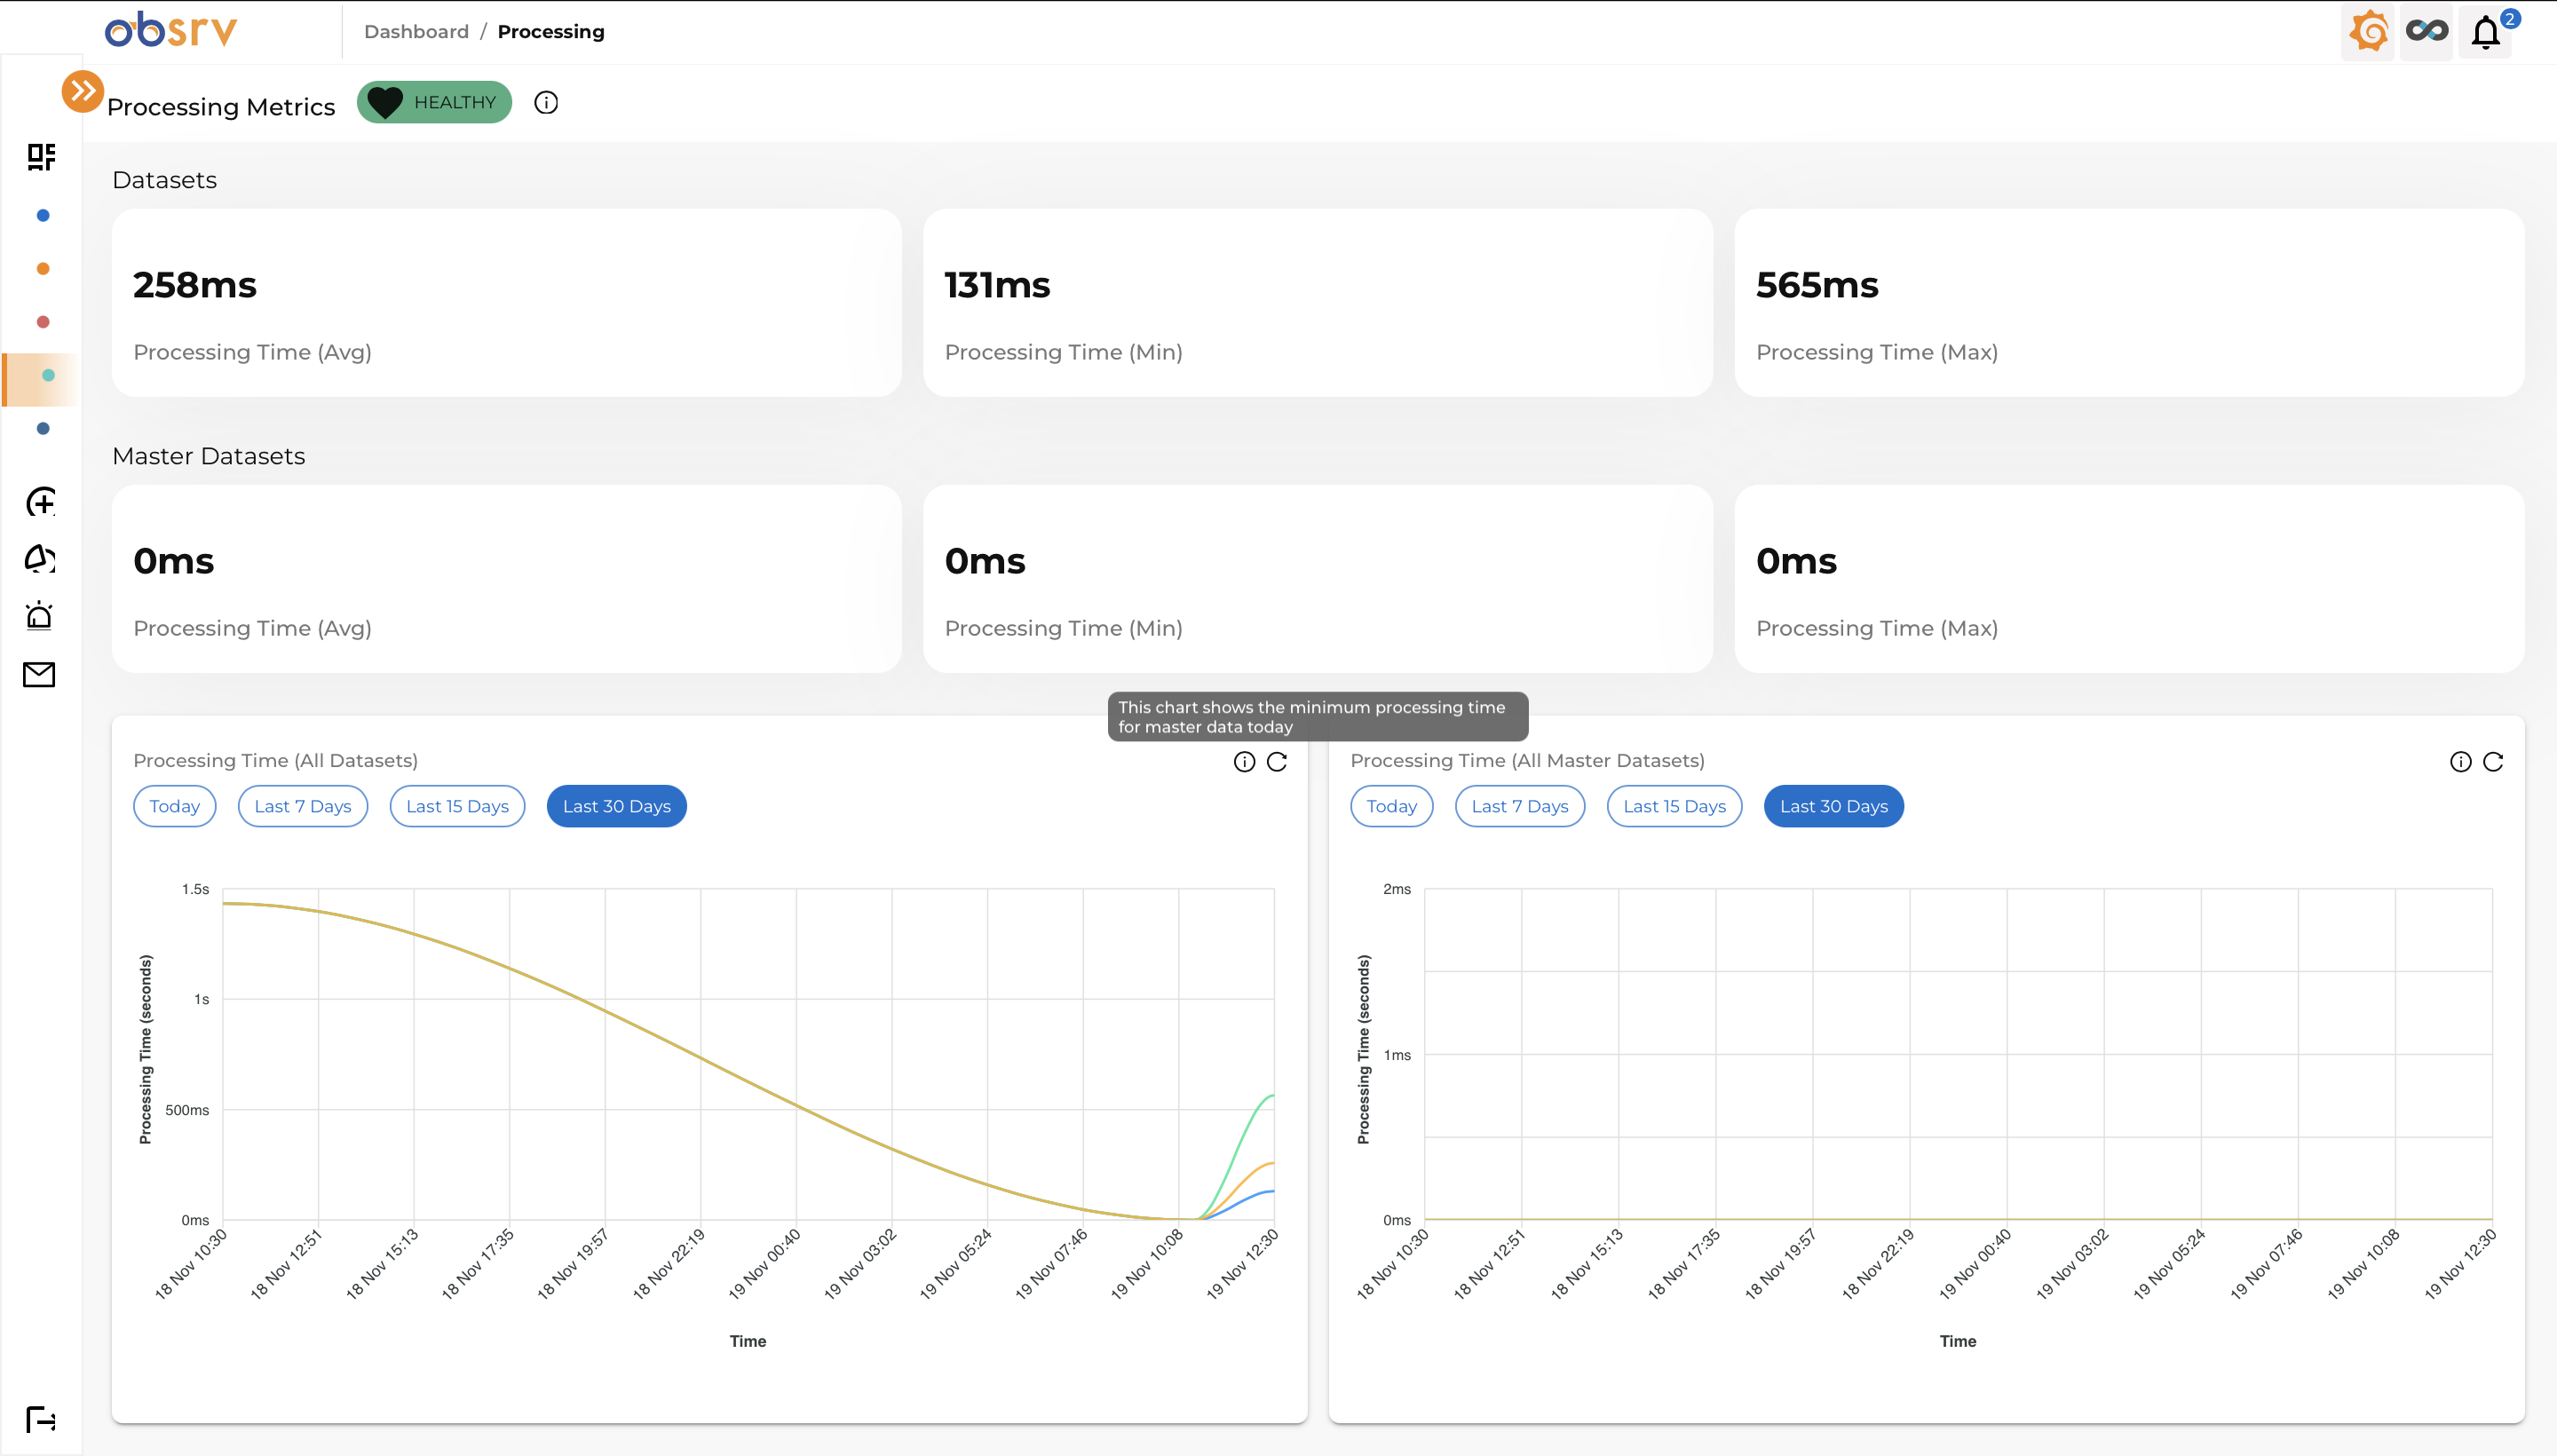 obsrv
Dashboard / Processing
2
Processing Metrics
HEALTHY
Datasets
258ms
Processing Time (Avg)
131ms
Processing Time (Min)
565ms
Processing Time (Max)
Master Datasets
0ms
Processing Time (Avg)
0ms
Processing Time (Min)
0ms
Processing Time (Max)
This chart shows the minimum processing time
for master data today
Processing Time (All Datasets)
Today
Last 7 Days
Last 15 Days
Last 30 Days
1.5s
1s
500ms
0ms
Processing Time (seconds)
18 Nov 10:30
18 Nov 12:51
18 Nov 15:13
18 Nov 17:35
18 Nov 19:57
18 Nov 22:19
19 Nov 00:40
19 Nov 03:02
19 Nov 05:24
19 Nov 07:46
19 Nov 10:08
19 Nov 12:30
Time
Processing Time (All Master Datasets)
Today
Last 7 Days
Last 15 Days
Last 30 Days
2ms
1ms
0ms
Processing Time (seconds)
18 Nov 10:30
18 Nov 12:51
18 Nov 15:13
18 Nov 17:35
18 Nov 19:57
18 Nov 22:19
19 Nov 00:40
19 Nov 03:02
19 Nov 05:24
19 Nov 07:46
19 Nov 10:08
19 Nov 12:30
Time